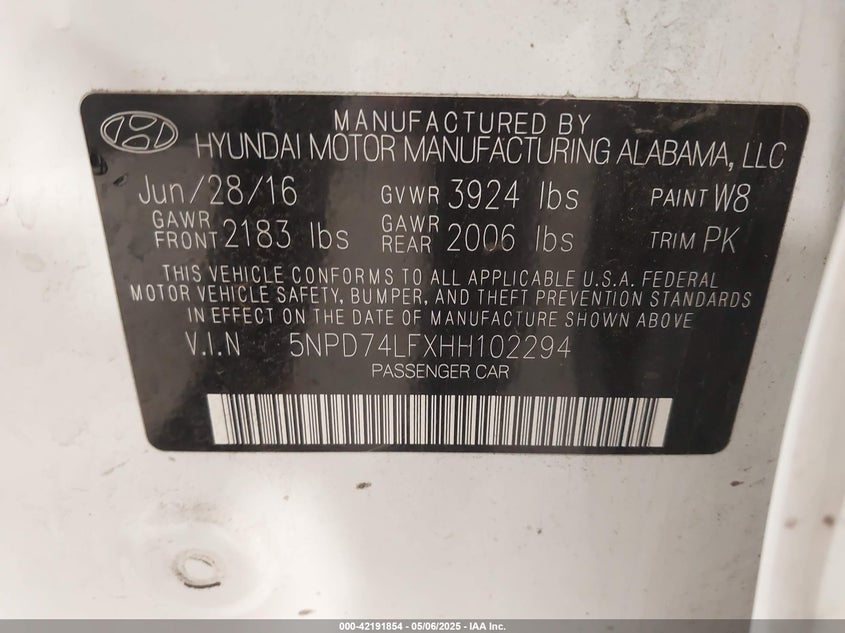 MANUFACTURED BY
HYUNDAI MOTOR MANUFACTURING ALABAMA, LLC
Jun/28/16 GVWR 3924 lbs PAINT W8
GAWR FRONT 2183 lbs GAWR REAR 2006 lbs TRIM PK
THIS VEHICLE CONFORMS TO ALL APPLICABLE U.S.A. FEDERAL
MOTOR VEHICLE SAFETY, BUMPER, AND THEFT PREVENTION STANDARDS
IN EFFECT ON THE DATE OF MANUFACTURE SHOWN ABOVE
V.I.N 5NPD74LFXHH102294
PASSENGER CAR
000-42191854 - 05/06/2025 - IAA Inc.